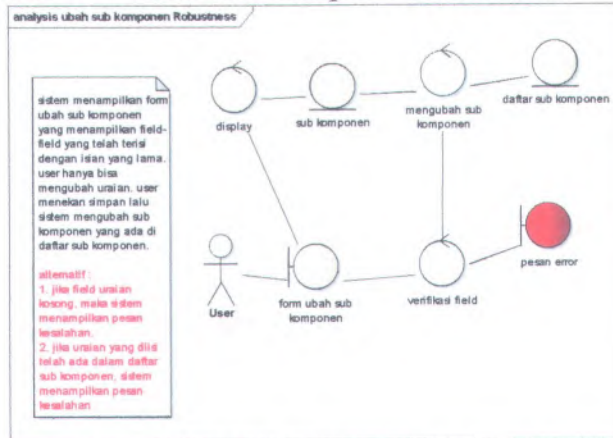 analysis ubah sub komponen Robustness
sistem menampilkan form
ubah sub komponen
yang menampilkan field-
field yang telah terisi
dengan isian yang lama.
user hanya bisa
mengubah uraian. user
menekan simpan lalu
sistem mengubah sub
komponen yang ada di
daftar sub komponen.
alternatif :
1. jika field uraian
kosong, maka sistem
menampilkan pesan
kesalahan.
2. jika uraian yang diisi
telah ada dalam daftar
sub komponen, sistem
menampilkan pesan
kesalahan
display
sub komponen
mengubah sub
komponen
daftar sub komponen
User
form ubah sub
komponen
verifikasi field
pesan error